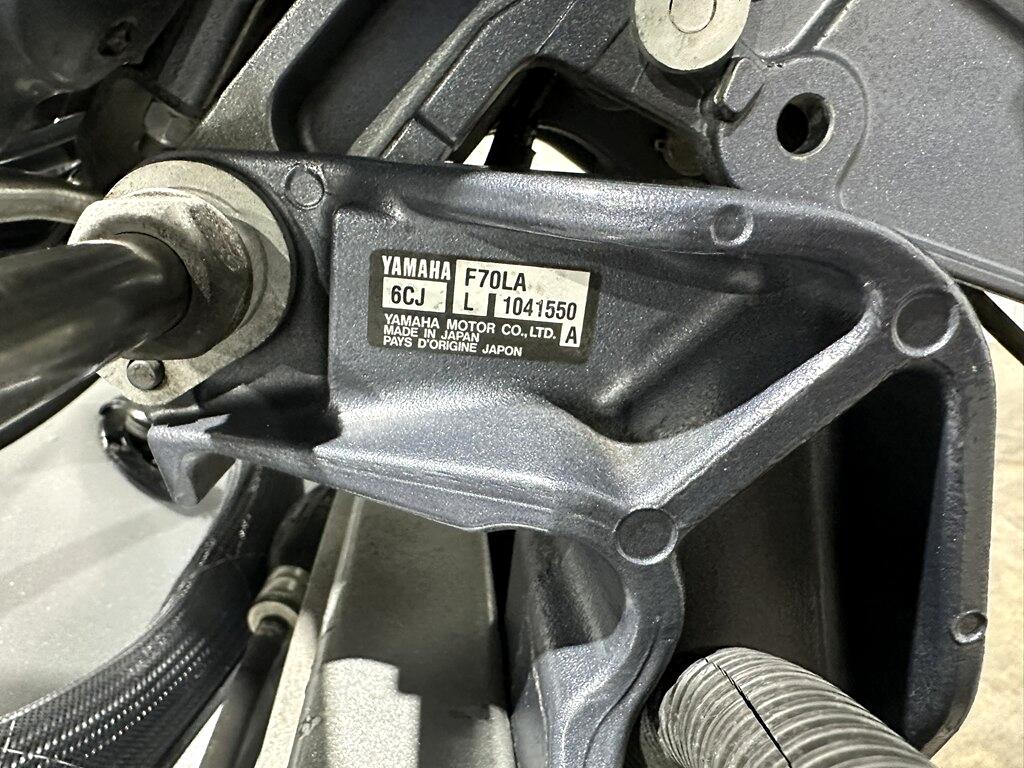 YAMAHA F70LA
6CJ L 1041550
YAMAHA MOTOR CO.,LTD. A
MADE IN JAPAN
PAYS D'ORIGINE JAPON